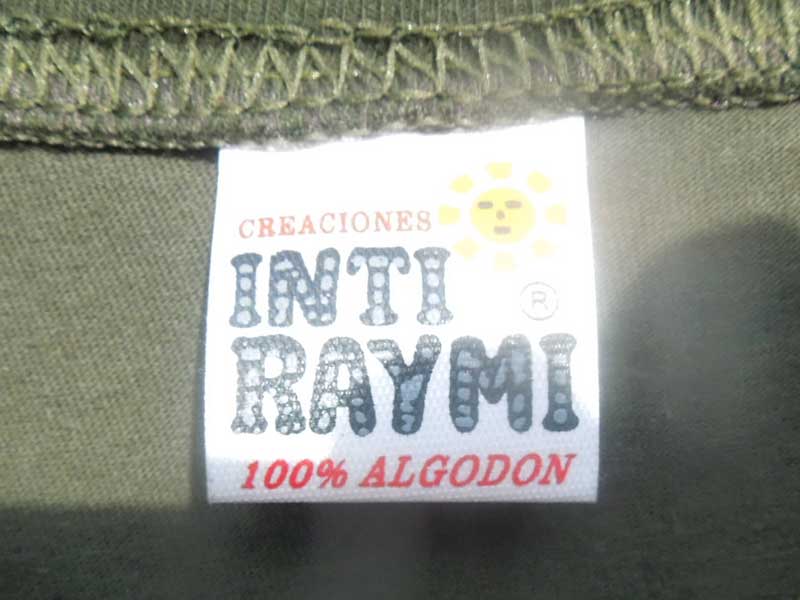 CREACIONES
INTI ®
RAYMI
100% ALGODON